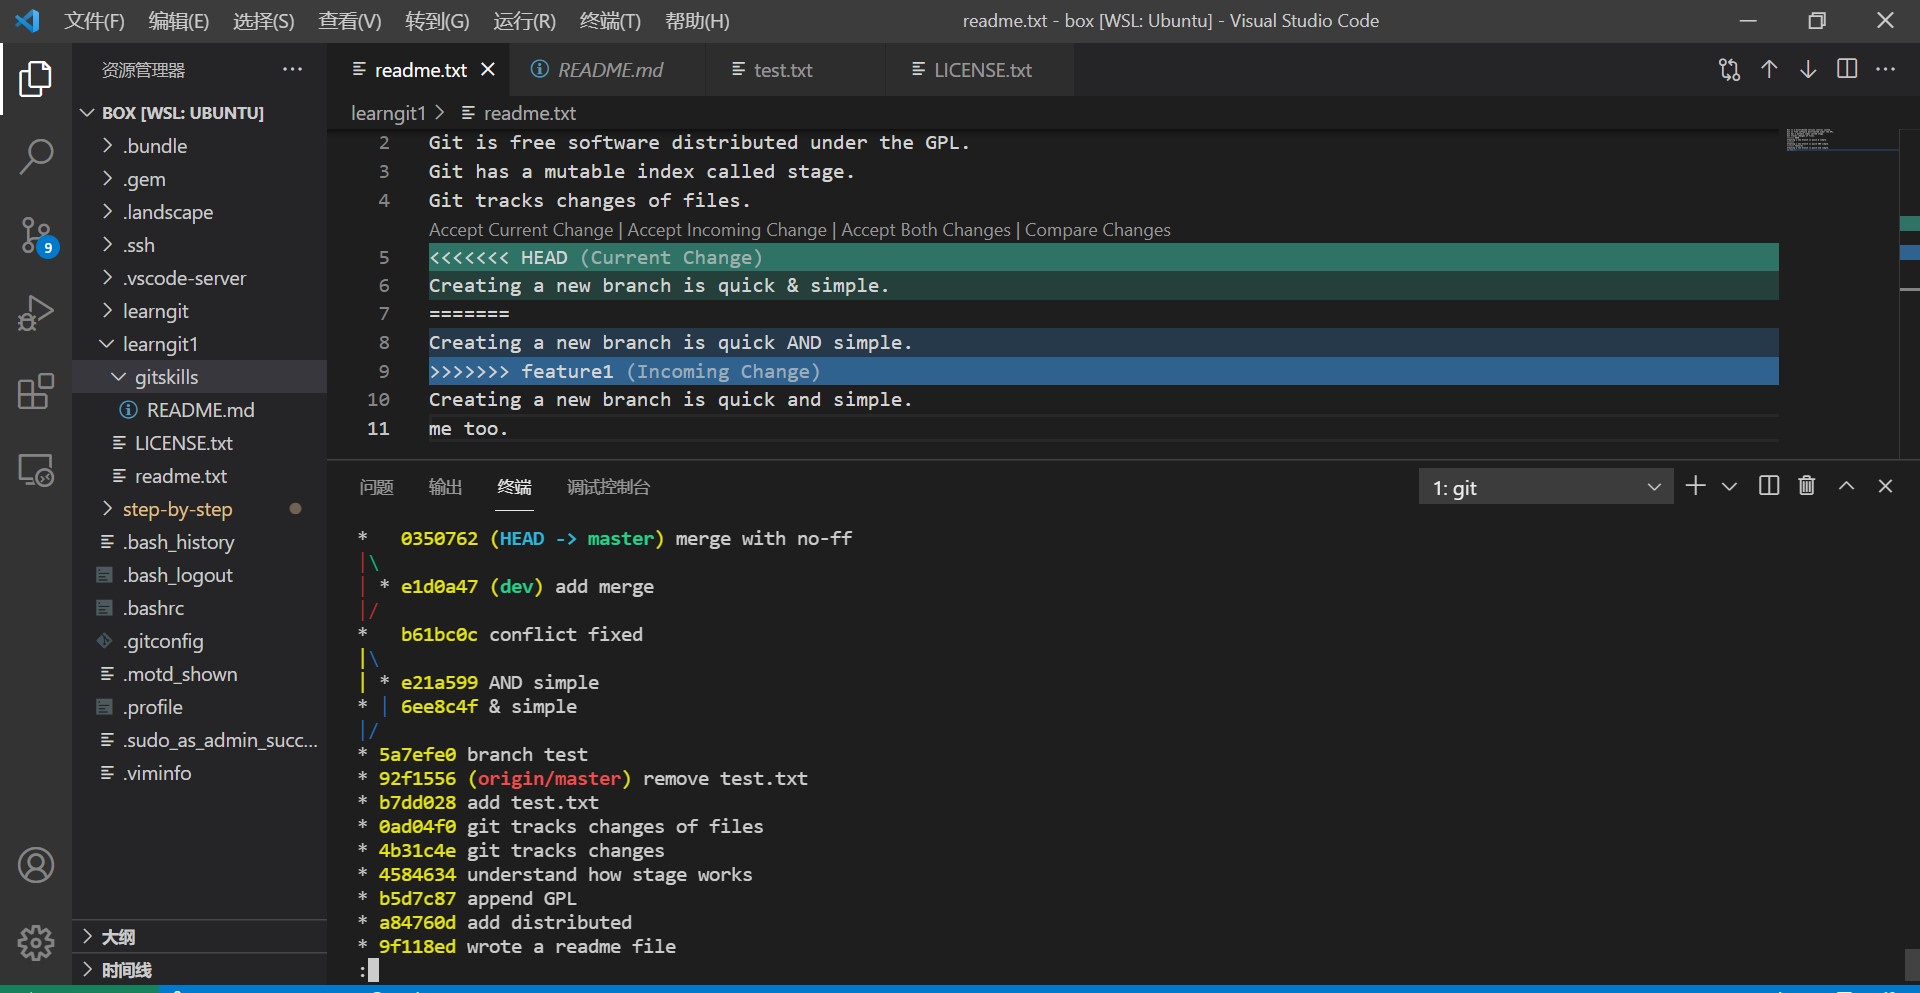 文件(F) 编辑(E) 选择(S) 查看(V) 转到(G) 运行(R) 终端(T) 帮助(H) readme.txt - box [WSL: Ubuntu] - Visual Studio Code
资源管理器 ···
readme.txt README.md test.txt LICENSE.txt
BOX [WSL: UBUNTU]
.bundle
.gem
.landscape
.ssh
.vscode-server
learngit
learngit1
gitskills
README.md
LICENSE.txt
readme.txt
step-by-step
.bash_history
.bash_logout
.bashrc
.gitconfig
.motd_shown
.profile
.sudo_as_admin_succ...
.viminfo
大纲
时间线
9
learngit1 > readme.txt
2 Git is free software distributed under the GPL.
3 Git has a mutable index called stage.
4 Git tracks changes of files.
Accept Current Change | Accept Incoming Change | Accept Both Changes | Compare Changes
5 <<<<<<< HEAD (Current Change)
6 Creating a new branch is quick & simple.
7 =======
8 Creating a new branch is quick AND simple.
9 >>>>>>> feature1 (Incoming Change)
10 Creating a new branch is quick and simple.
11 me too.
问题 输出 终端 调试控制台 1: git
*   0350762 (HEAD -> master) merge with no-ff
|\
| * e1d0a47 (dev) add merge
|/
*   b61bc0c conflict fixed
|\
| * e21a599 AND simple
* | 6ee8c4f & simple
|/
* 5a7efe0 branch test
* 92f1556 (origin/master) remove test.txt
* b7dd028 add test.txt
* 0ad04f0 git tracks changes of files
* 4b31c4e git tracks changes
* 4584634 understand how stage works
* b5d7c87 append GPL
* a84760d add distributed
* 9f118ed wrote a readme file
: